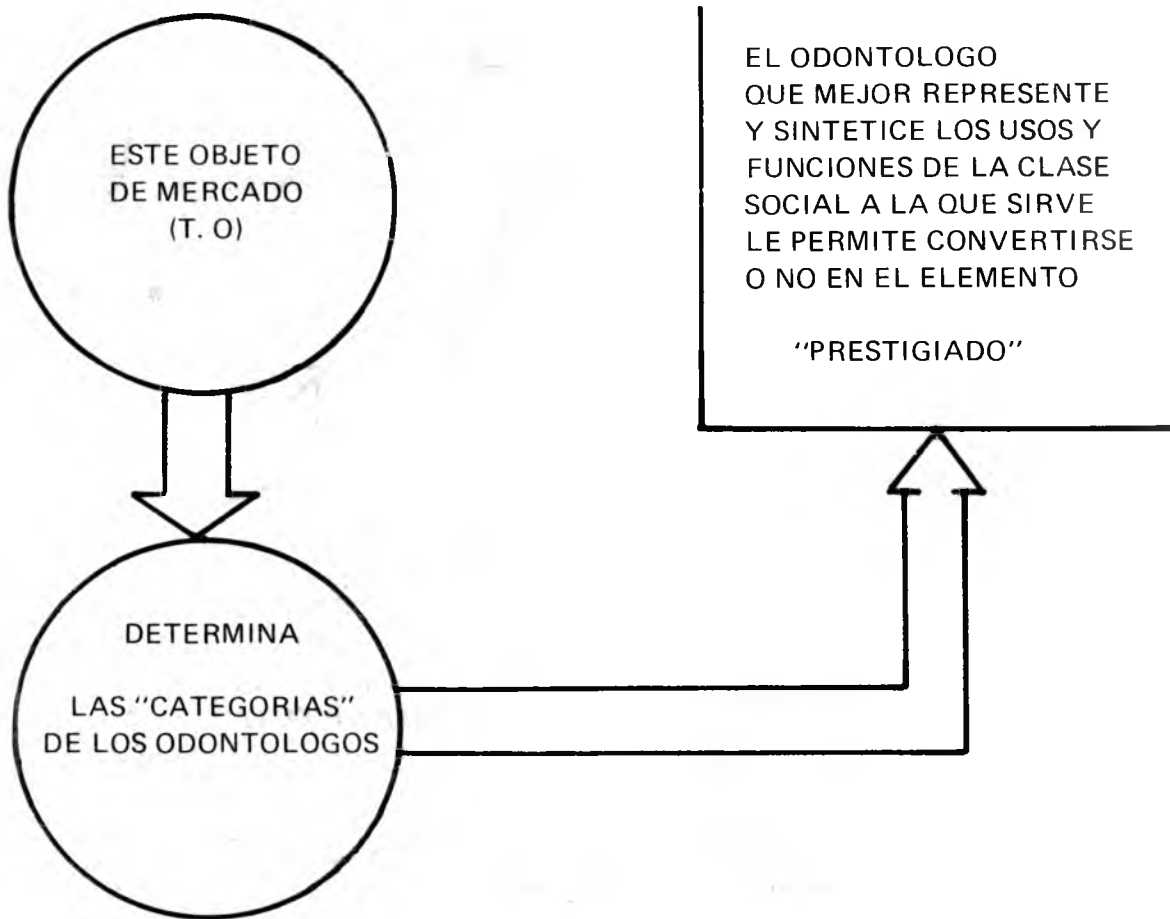 ESTE OBJETO
DE MERCADO
(T. O)
DETERMINA
LAS "CATEGORIAS"
DE LOS ODONTOLOGOS
EL ODONTOLOGO
QUE MEJOR REPRESENTE
Y SINTETICE LOS USOS Y
FUNCIONES DE LA CLASE
SOCIAL A LA QUE SIRVE
LE PERMITE CONVERTIRSE
O NO EN EL ELEMENTO
"PRESTIGIADO"